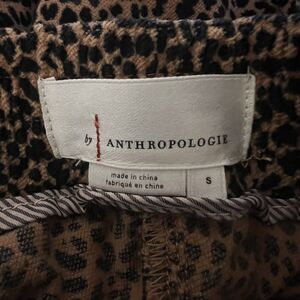 by ANTHROPOLOGIE
made in china
fabriqué en chine
S